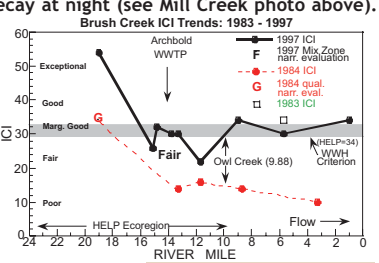 ecay at night (see Mill Creek photo above).
Brush Creek ICI Trends: 1983 - 1997
60
50
40
30
20
10
0
ICI
Exceptional
Good
Marg. Good
Fair
Poor
Archbold
WWTP
1997 ICI
F 1997 Mix Zone
narr. evaluation
1984 ICI
G 1984 qual.
narr. eval.
1983 ICI
G
Fair
Owl Creek (9.88)
(HELP=34)
WWH
Criterion
HELP Ecoregion
Flow
24 22 20 18 16 14 12 10 8 6 4 2 0
RIVER MILE